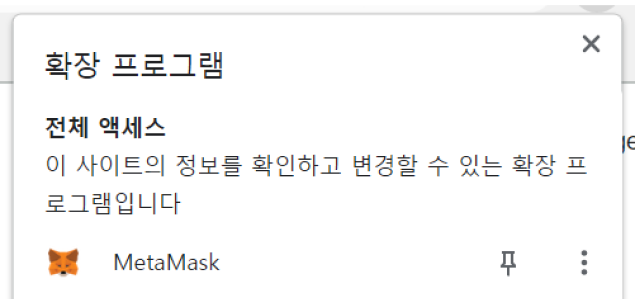 확장 프로그램
전체 액세스
이 사이트의 정보를 확인하고 변경할 수 있는 확장 프
로그램입니다
MetaMask